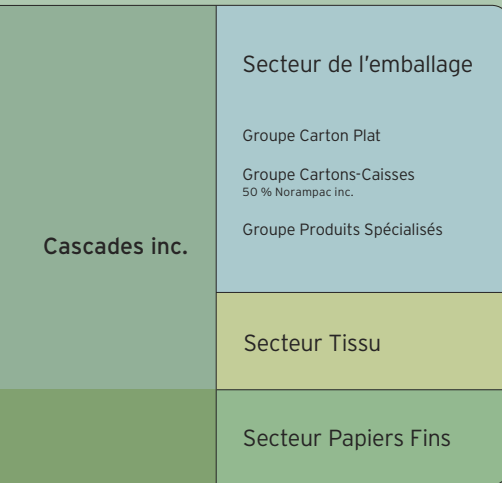 Cascades inc.
Secteur de l'emballage
Groupe Carton Plat
Groupe Cartons-Caisses
50 % Norampac inc.
Groupe Produits Spécialisés
Secteur Tissu
Secteur Papiers Fins